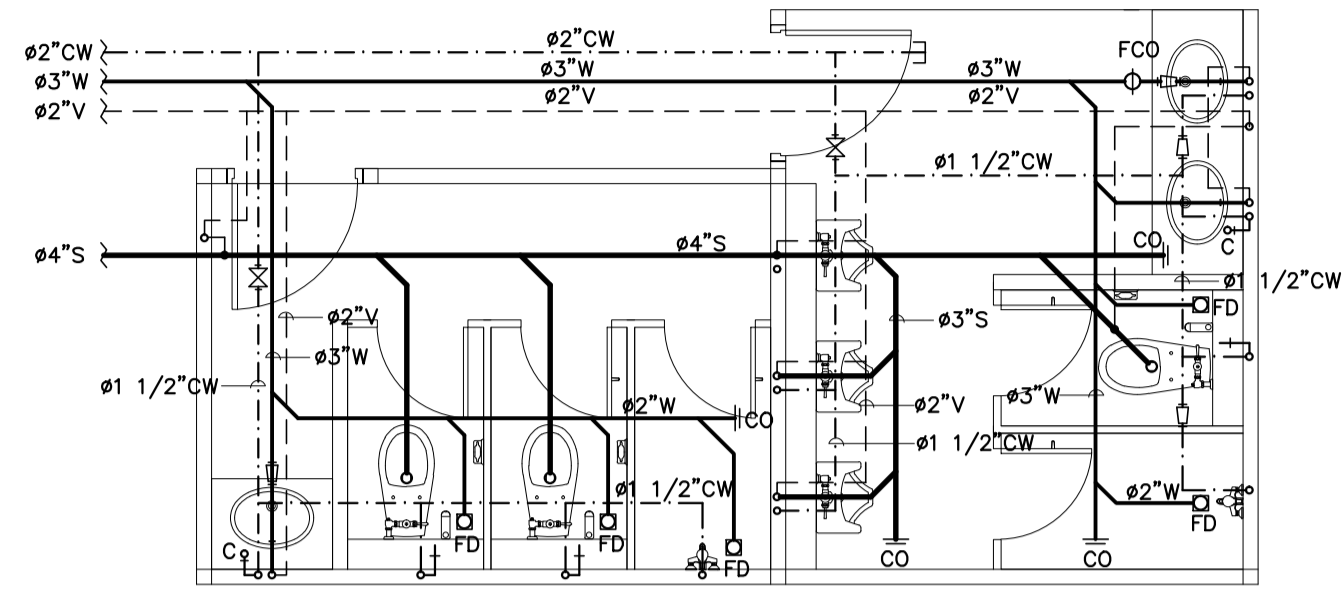 ø2"CW
ø2"CW
FCO
ø3"W
ø3"W
ø3"W
ø2"V
ø2"V
ø2"V
ø1 1/2"CW
ø4"S
ø4"S
CO
C
ø1 1/2"CW
FD
ø2"V
ø3"S
ø3"W
ø1 1/2"CW
ø3"W
ø2"W
CO
ø2"V
ø1 1/2"CW
ø1 1/2"CW
ø2"W
FD
C
FD
FD
FD
CO
CO